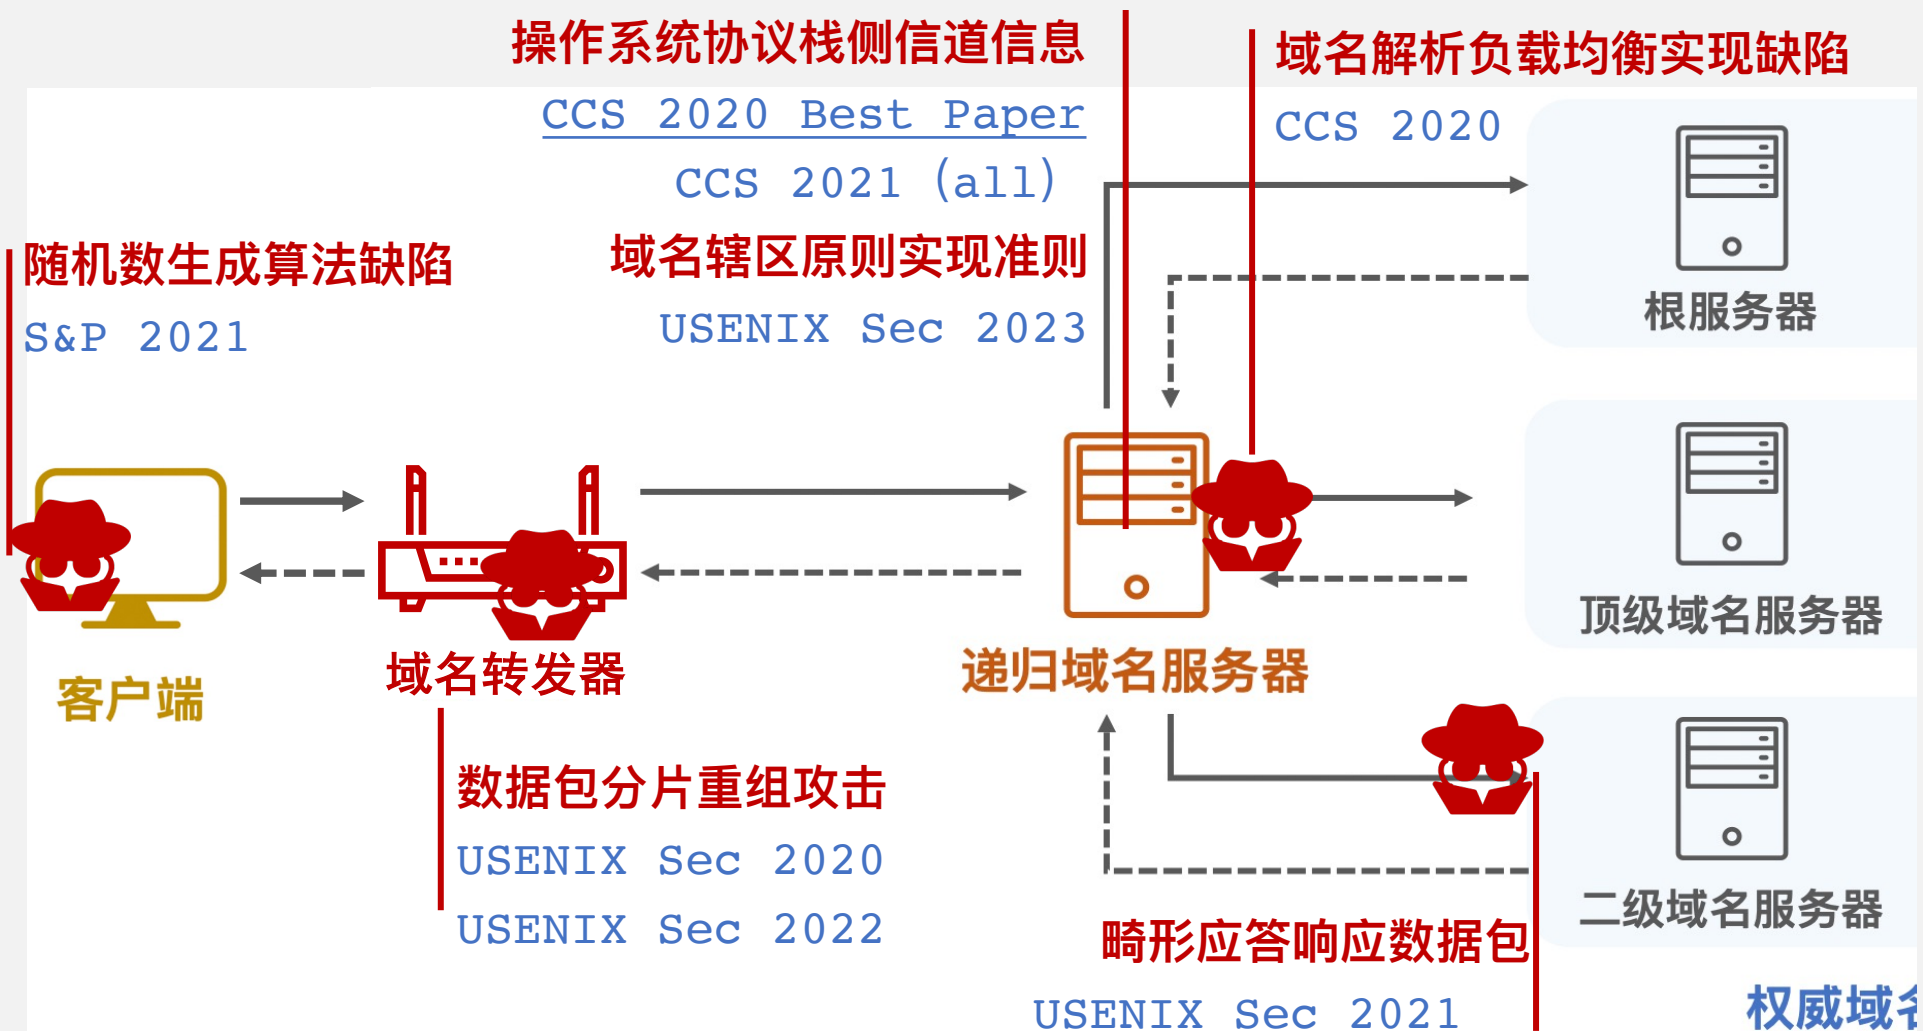 操作系统协议栈侧信道信息
CCS 2020 Best Paper
CCS 2021 (all)
域名辖区原则实现准则
USENIX Sec 2023
域名解析负载均衡实现缺陷
CCS 2020
随机数生成算法缺陷
S&P 2021
根服务器
顶级域名服务器
二级域名服务器
客户端
域名转发器
递归域名服务器
数据包分片重组攻击
USENIX Sec 2020
USENIX Sec 2022
畸形应答响应数据包
USENIX Sec 2021
权威域名